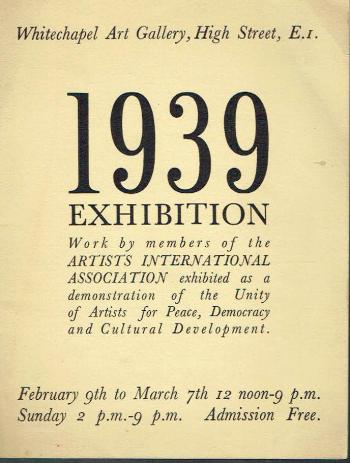 Whitechapel Art Gallery, High Street, E.1.
1939
EXHIBITION
Work by members of the
ARTISTS INTERNATIONAL
ASSOCIATION exhibited as a
demonstration of the Unity
of Artists for Peace, Democracy
and Cultural Development.
February 9th to March 7th 12 noon-9 p.m.
Sunday 2 p.m.-9 p.m. Admission Free.